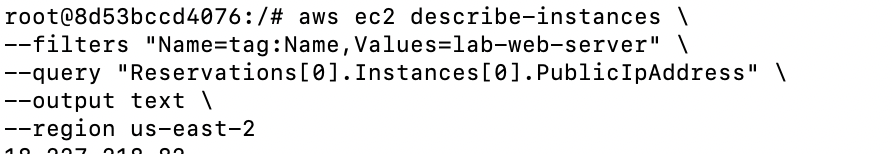 root@8d53bccd4076:/# aws ec2 describe-instances \
--filters "Name=tag:Name,Values=lab-web-server" \
--query "Reservations[0].Instances[0].PublicIpAddress" \
--output text \
--region us-east-2